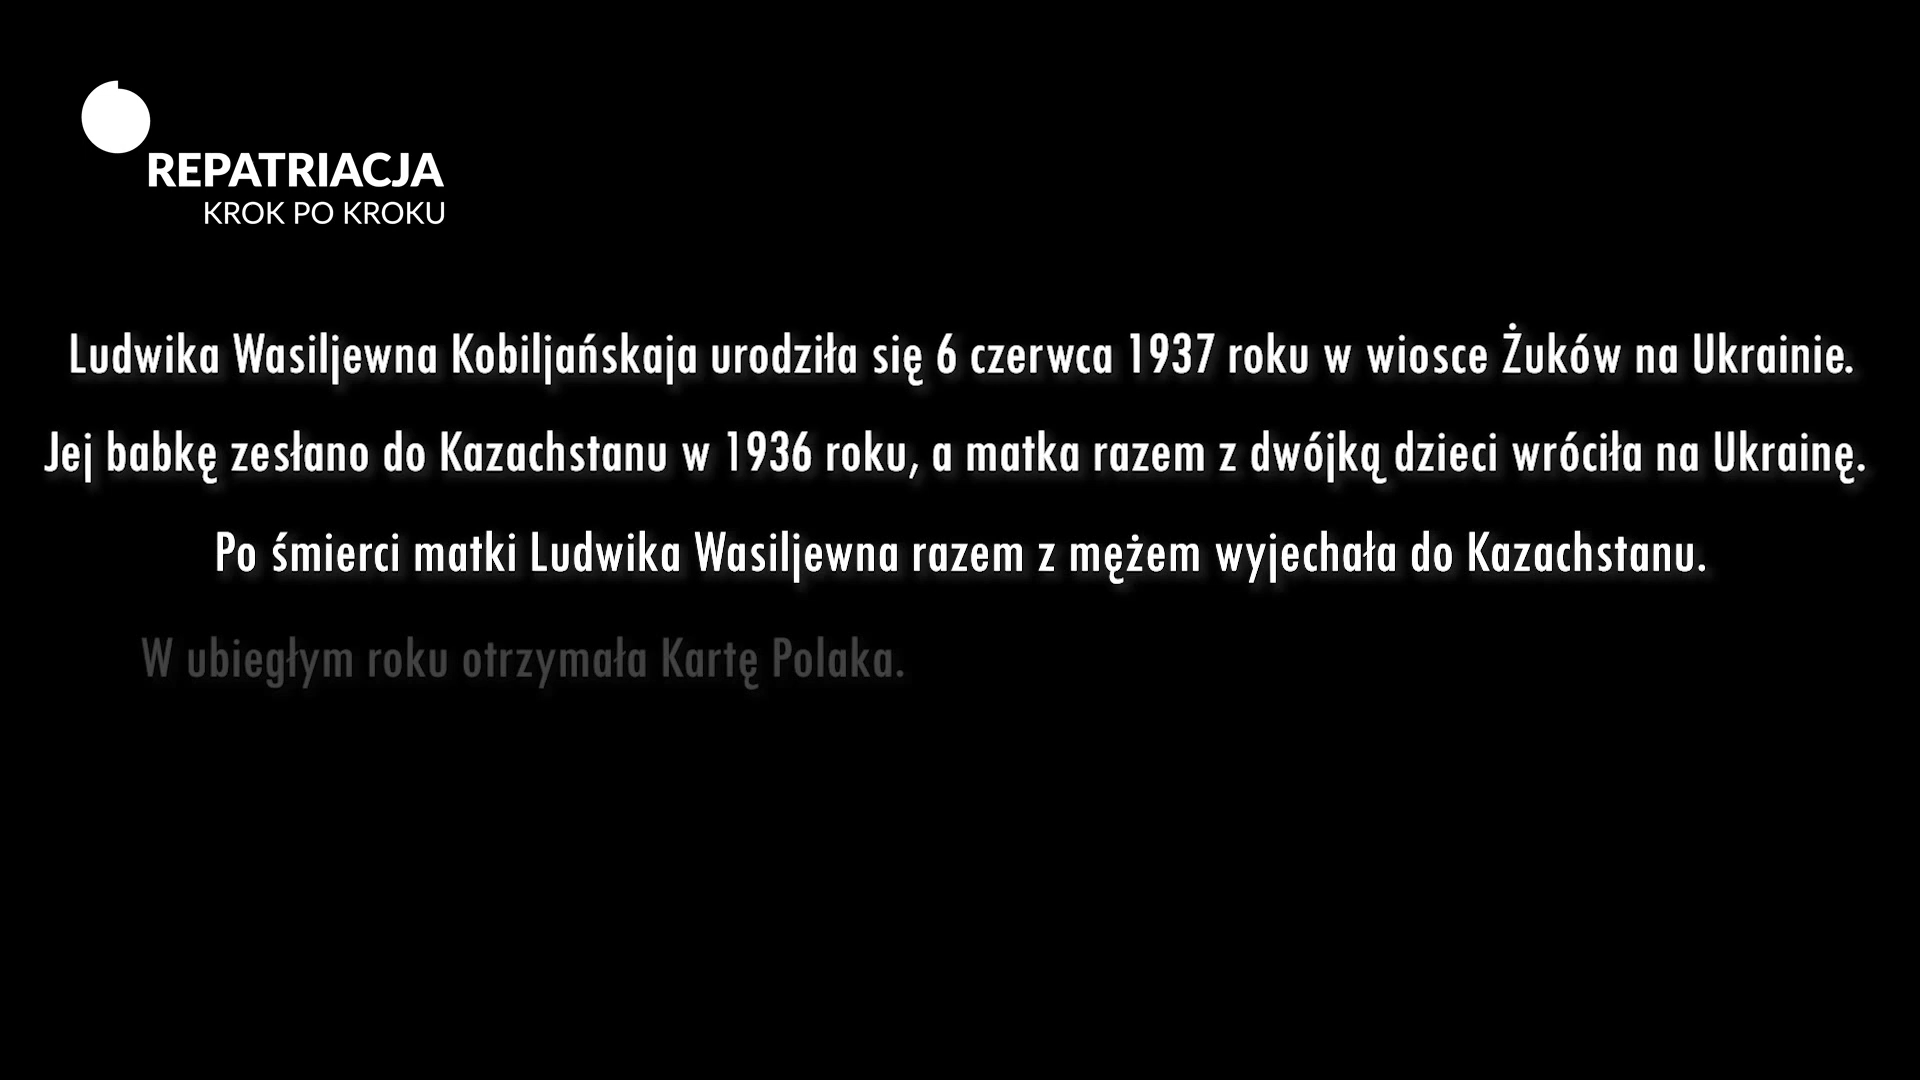 REPATRIACJA
KROK PO KROKU
Ludwika Wasiljewna Kobiljańskaja urodziła się 6 czerwca 1937 roku w wiosce Żuków na Ukrainie.
Jej babkę zesłano do Kazachstanu w 1936 roku, a matka razem z dwójką dzieci wróciła na Ukrainę.
Po śmierci matki Ludwika Wasiljewna razem z mężem wyjechała do Kazachstanu.
W ubiegłym roku otrzymała Kartę Polaka.